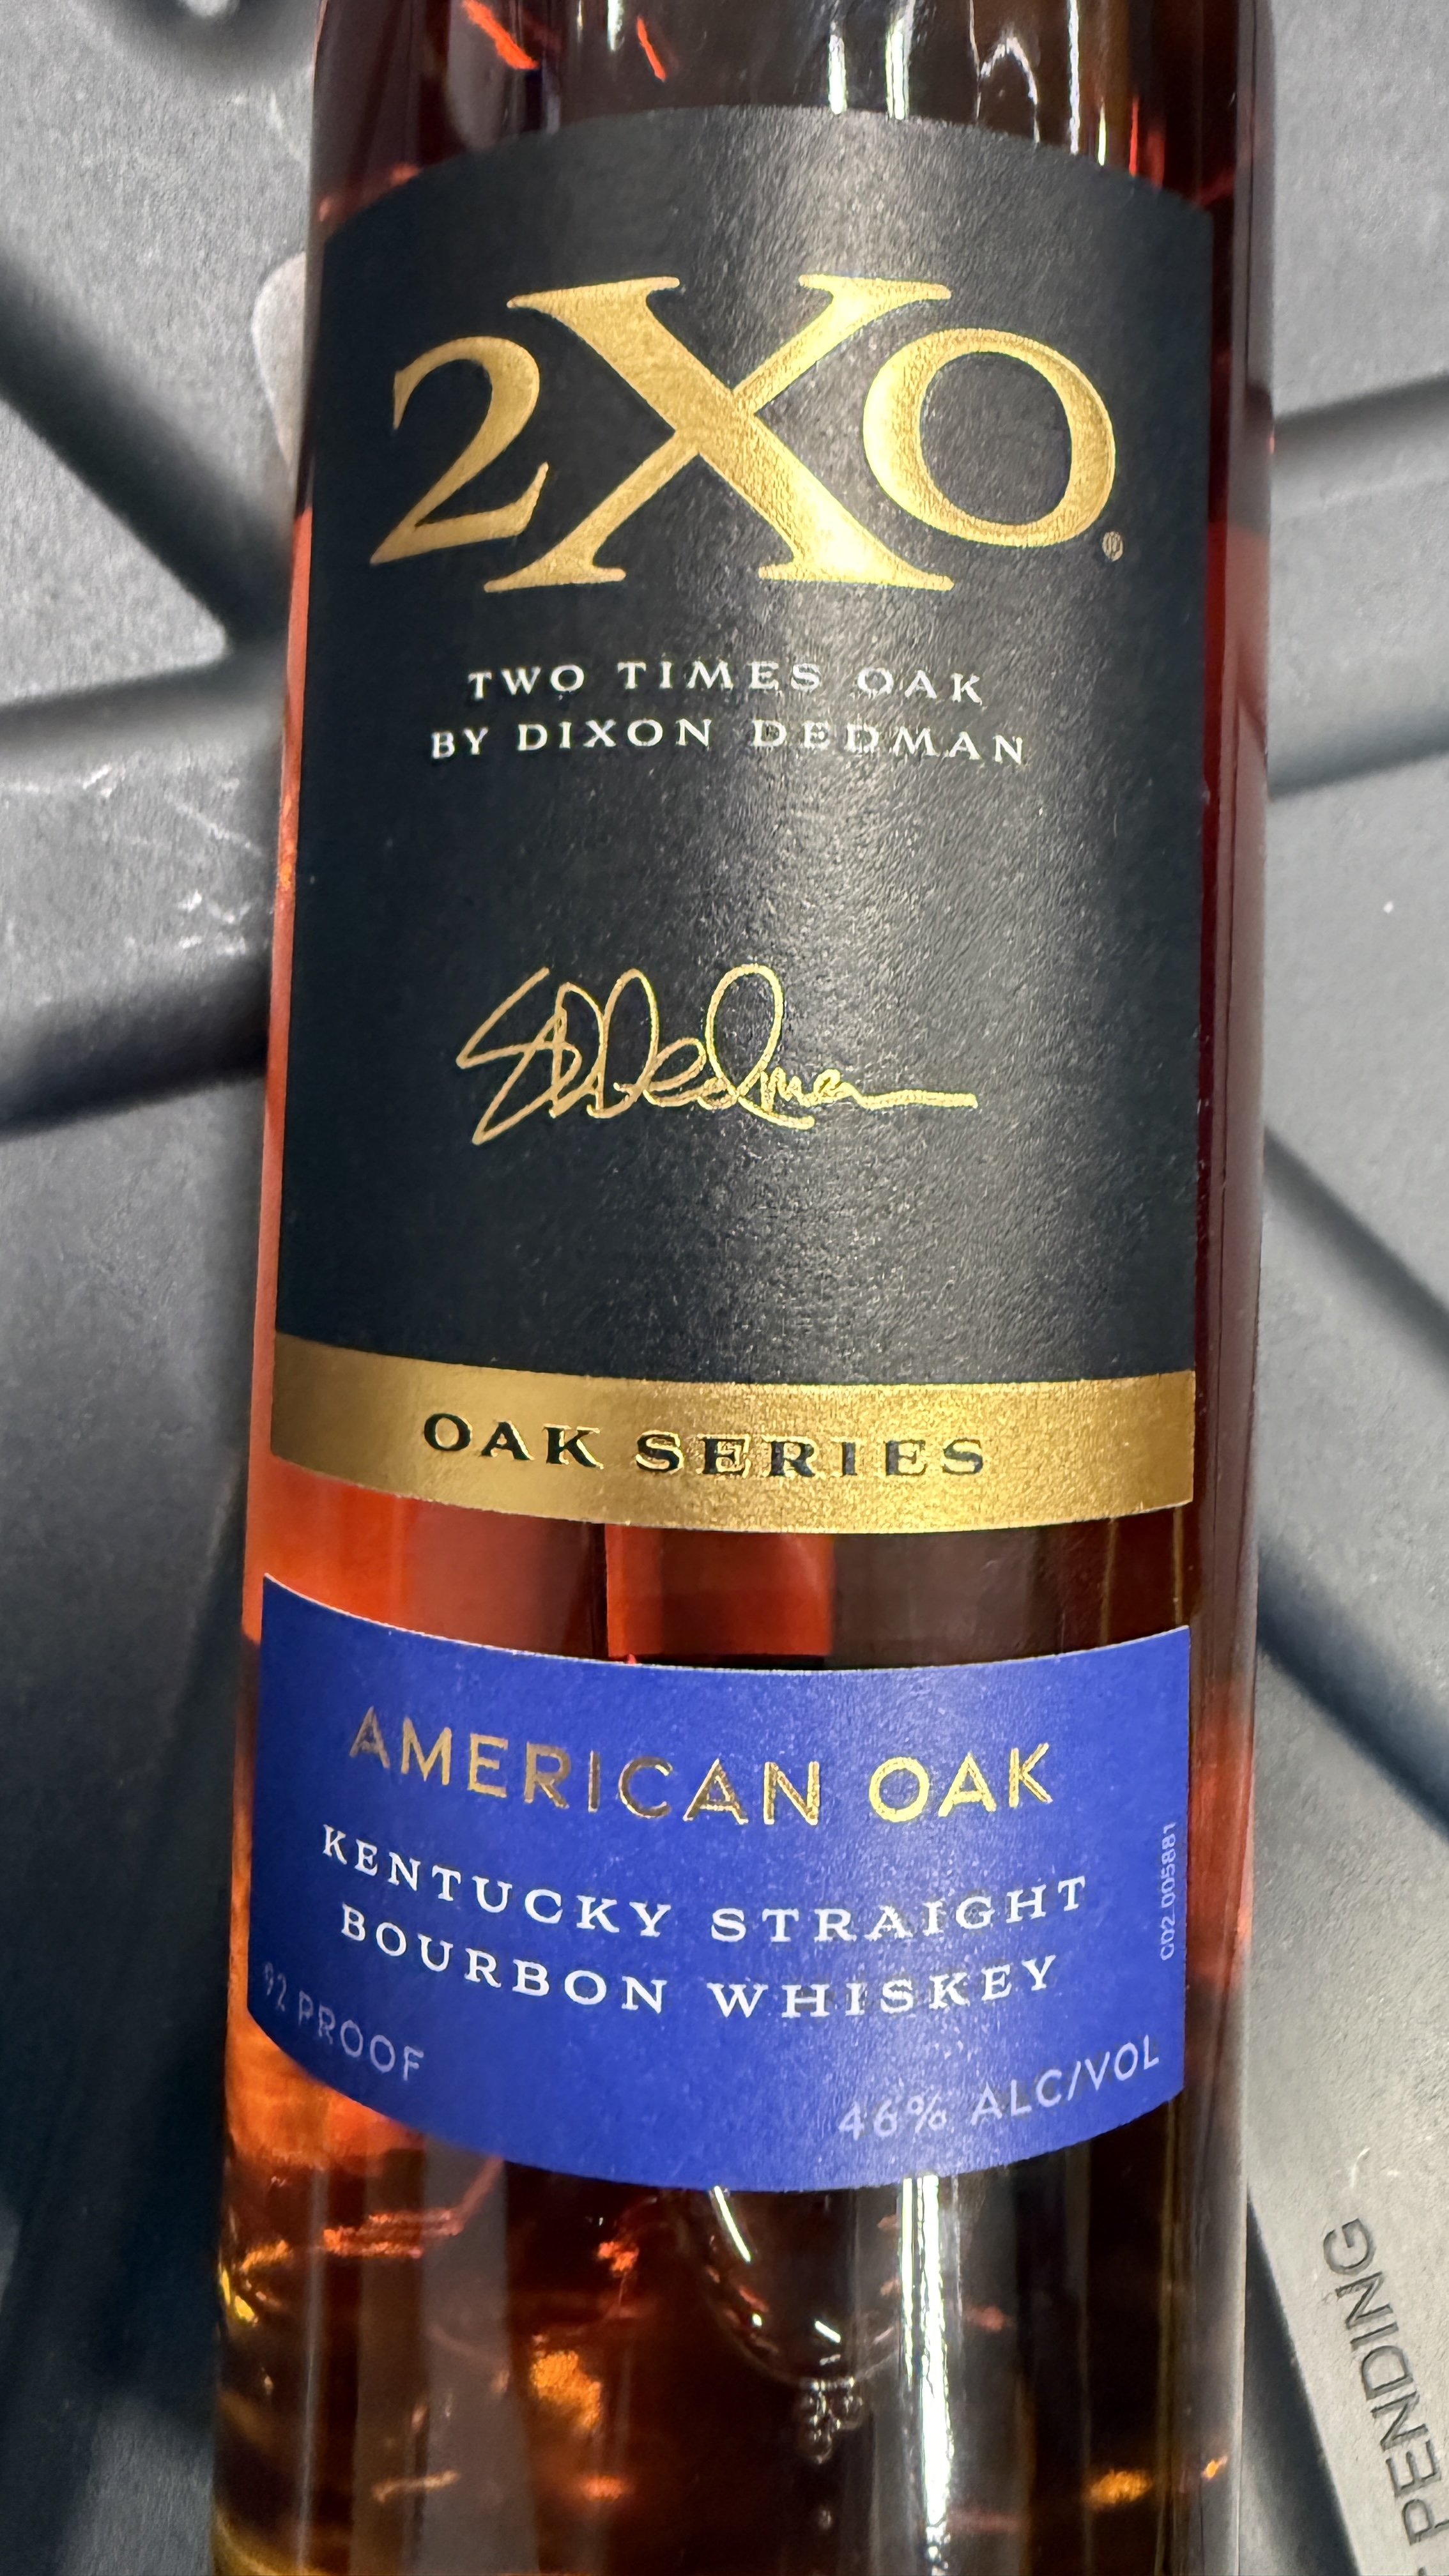 2XO®
TWO TIMES OAK
BY DIXON DEDMAN
OAK SERIES
AMERICAN OAK
KENTUCKY STRAIGHT
BOURBON WHISKEY
92 PROOF
46% ALC/VOL
CD2.005881
PENDING